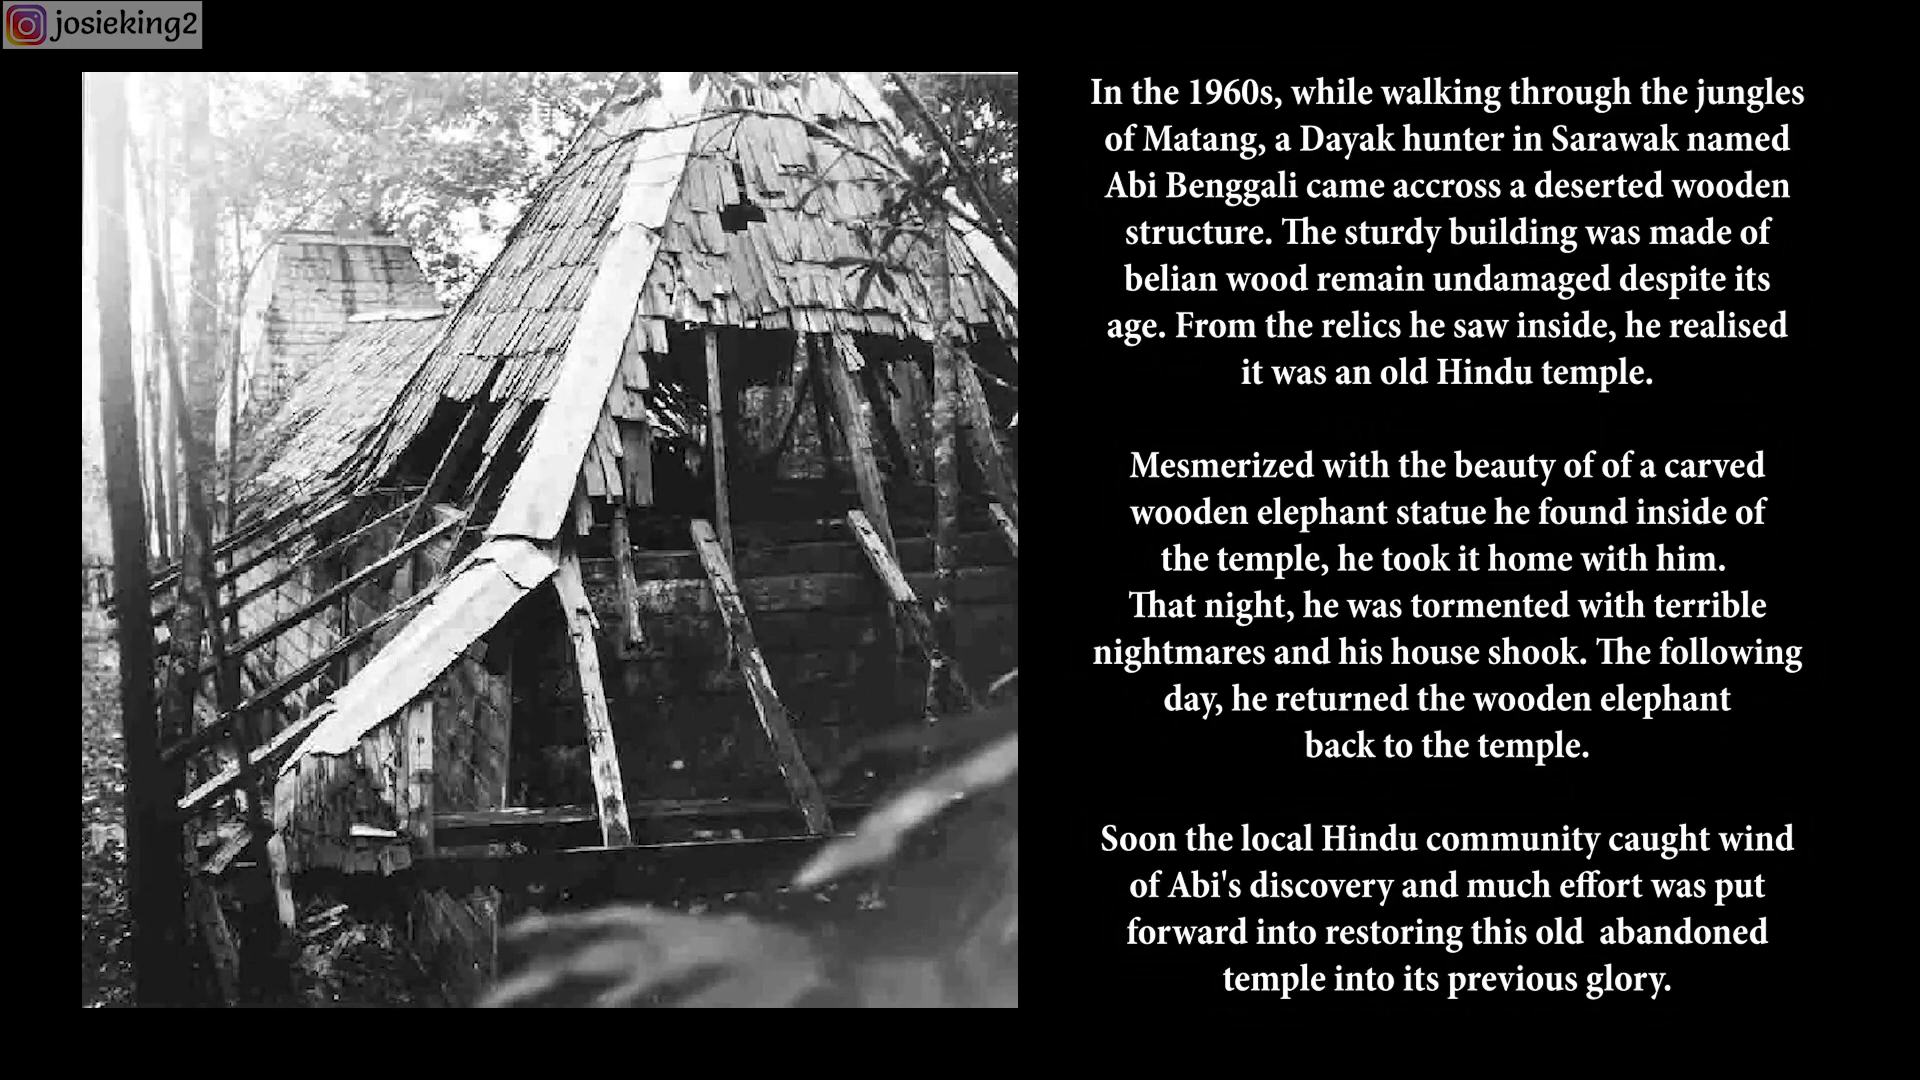 josieking2
In the 1960s, while walking through the jungles
of Matang, a Dayak hunter in Sarawak named
Abi Benggali came accross a deserted wooden
structure. The sturdy building was made of
belian wood remain undamaged despite its
age. From the relics he saw inside, he realised
it was an old Hindu temple.
Mesmerized with the beauty of of a carved
wooden elephant statue he found inside of
the temple, he took it home with him.
That night, he was tormented with terrible
nightmares and his house shook. The following
day, he returned the wooden elephant
back to the temple.
Soon the local Hindu community caught wind
of Abi's discovery and much effort was put
forward into restoring this old  abandoned
temple into its previous glory.